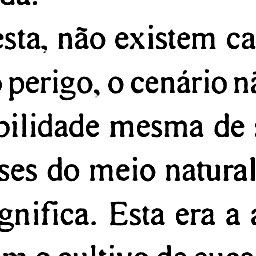 esta, não existem ca
perigo, o cenário nã
bilidade mesma de
ses do meio natural
gnifica. Esta era a a